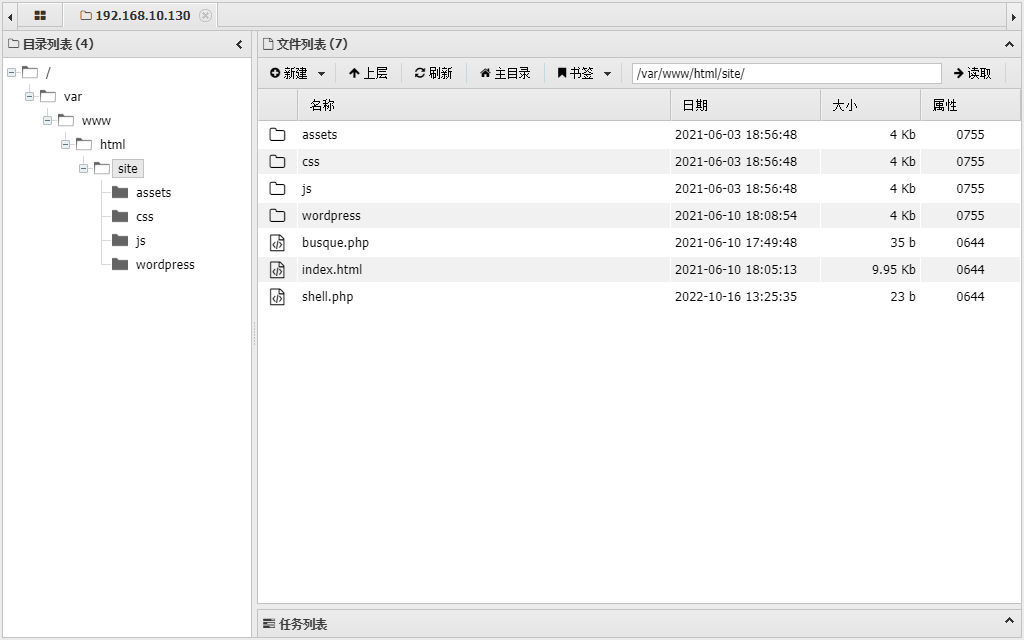 192.168.10.130
目录列表 (4)
文件列表 (7)
新建 上层 刷新 主目录 书签 /var/www/html/site/ 读取
/
var
www
html
site
assets
css
js
wordpress
名称 日期 大小 属性
assets 2021-06-03 18:56:48 4 Kb 0755
css 2021-06-03 18:56:48 4 Kb 0755
js 2021-06-03 18:56:48 4 Kb 0755
wordpress 2021-06-10 18:08:54 4 Kb 0755
busque.php 2021-06-10 17:49:48 35 b 0644
index.html 2021-06-10 18:05:13 9.95 Kb 0644
shell.php 2022-10-16 13:25:35 23 b 0644
任务列表